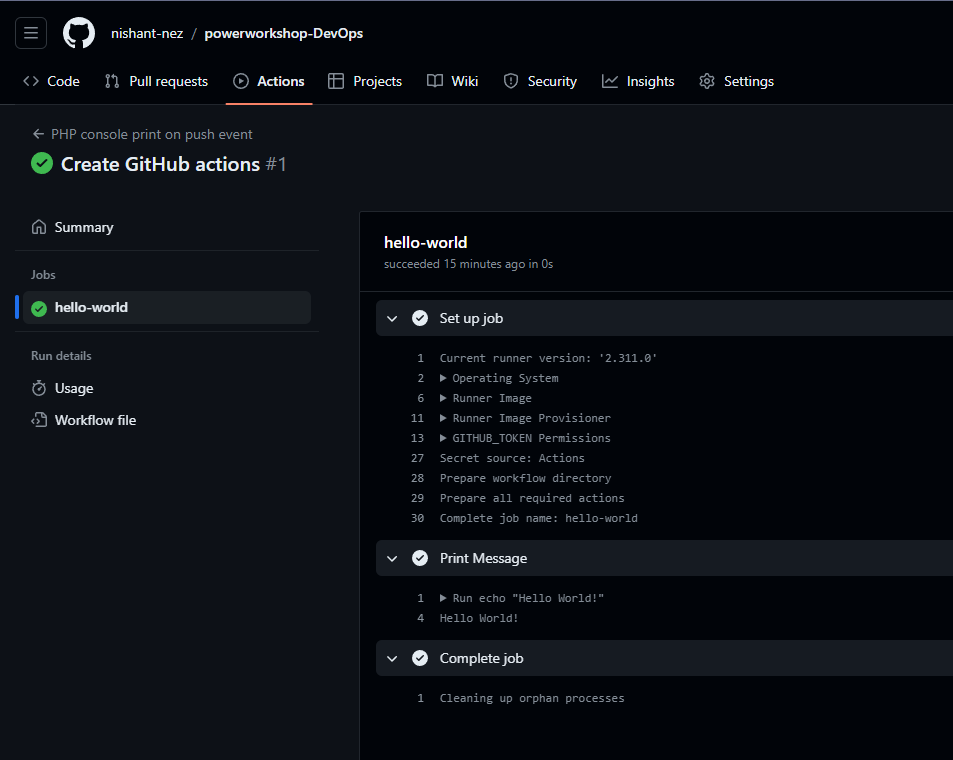 nishant-nez / powerworkshop-DevOps
Code Pull requests Actions Projects Wiki Security Insights Settings
PHP console print on push event
Create GitHub actions #1
Summary
Jobs
hello-world
Run details
Usage
Workflow file
hello-world
succeeded 15 minutes ago in 0s
Set up job
1 Current runner version: '2.311.0'
2 Operating System
6 Runner Image
11 Runner Image Provisioner
13 GITHUB_TOKEN Permissions
27 Secret source: Actions
28 Prepare workflow directory
29 Prepare all required actions
30 Complete job name: hello-world
Print Message
1 Run echo "Hello World!"
4 Hello World!
Complete job
1 Cleaning up orphan processes